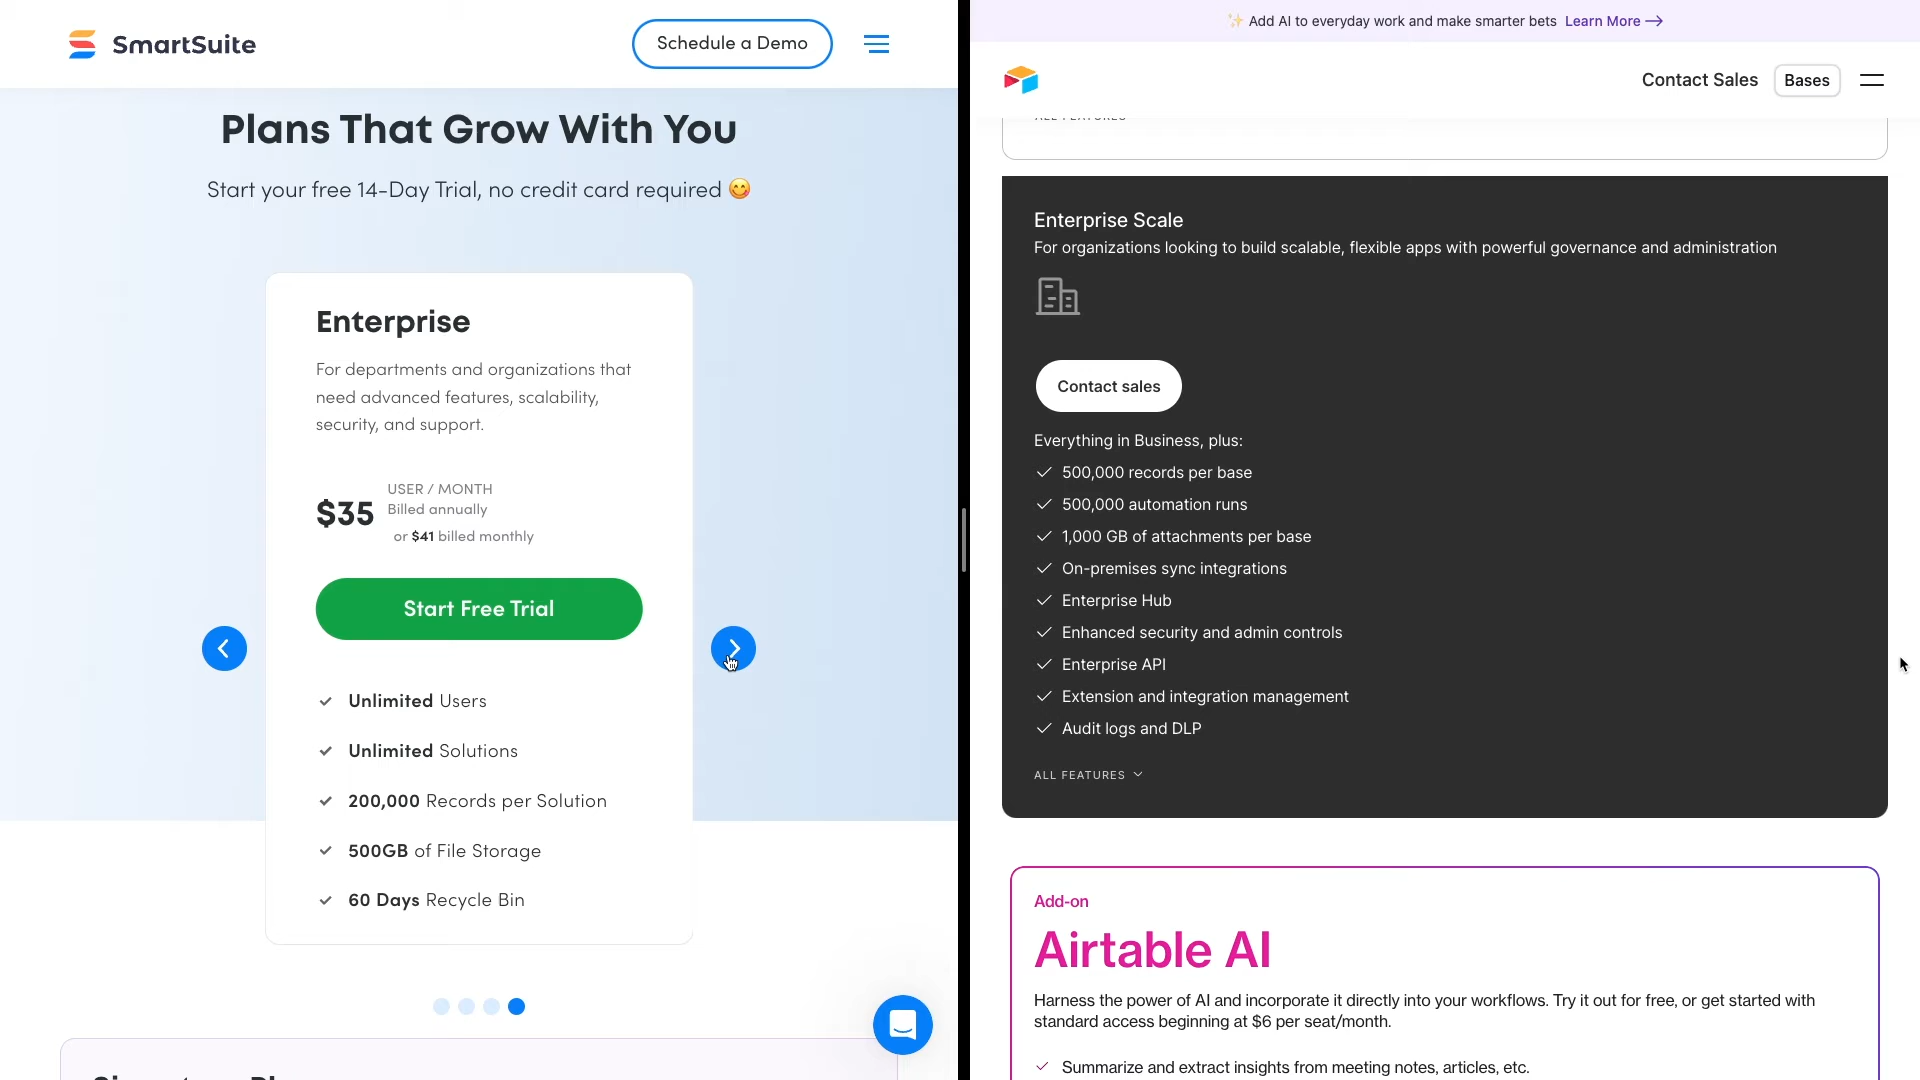 SmartSuite
Schedule a Demo
Plans That Grow With You
Start your free 14-Day Trial, no credit card required 😋
Enterprise
For departments and organizations that
need advanced features, scalability,
security, and support.
$35
USER / MONTH
Billed annually
or $41 billed monthly
Start Free Trial
Unlimited Users
Unlimited Solutions
200,000 Records per Solution
500GB of File Storage
60 Days Recycle Bin
✨ Add AI to everyday work and make smarter bets Learn More →
Contact Sales
Bases
Enterprise Scale
For organizations looking to build scalable, flexible apps with powerful governance and administration
Contact sales
Everything in Business, plus:
500,000 records per base
500,000 automation runs
1,000 GB of attachments per base
On-premises sync integrations
Enterprise Hub
Enhanced security and admin controls
Enterprise API
Extension and integration management
Audit logs and DLP
ALL FEATURES
Add-on
Airtable AI
Harness the power of AI and incorporate it directly into your workflows. Try it out for free, or get started with
standard access beginning at $6 per seat/month.
Summarize and extract insights from meeting notes, articles, etc.